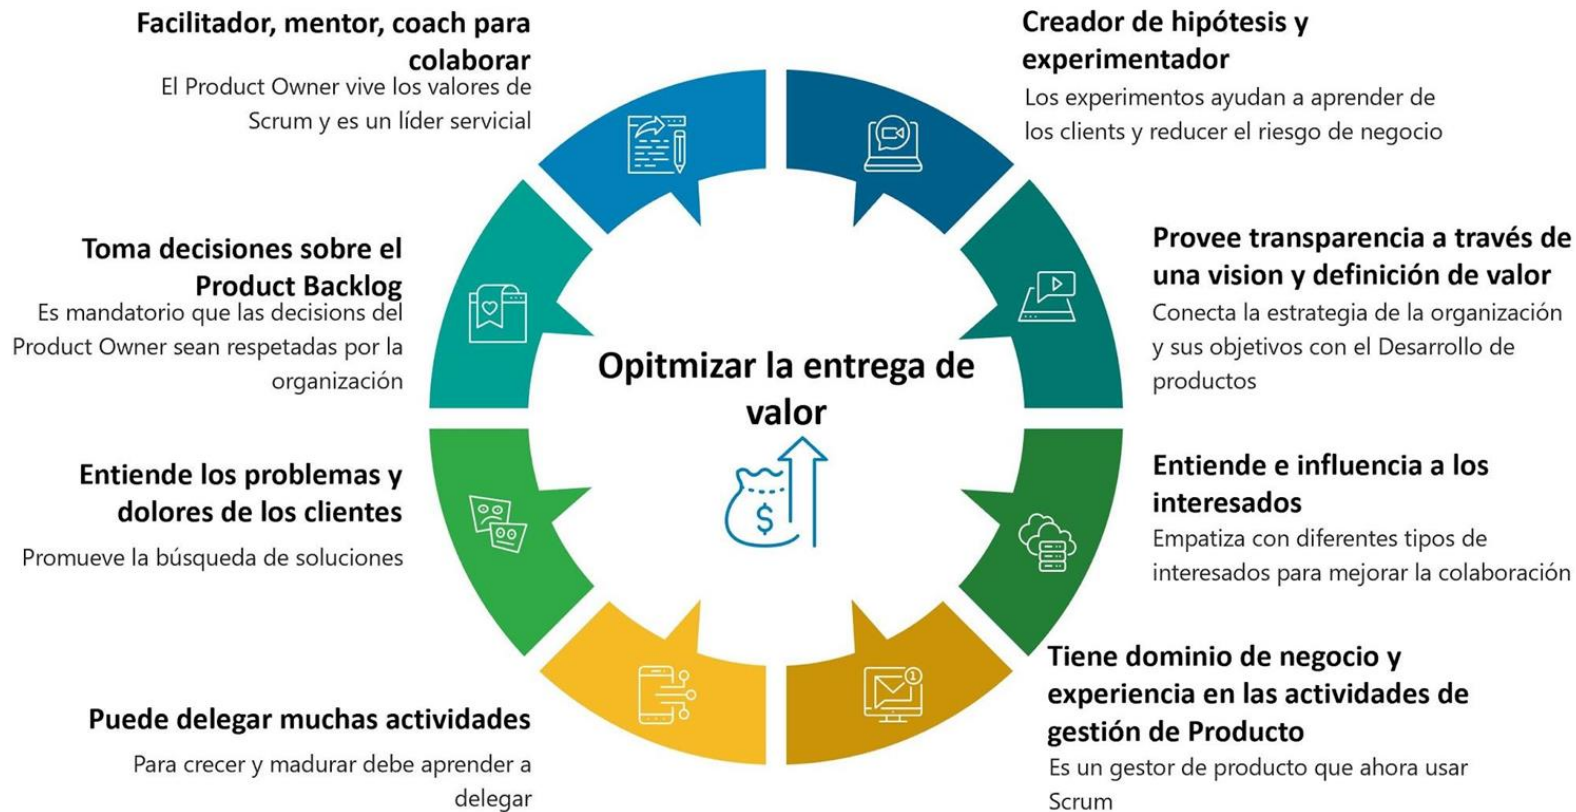 Facilitador, mentor, coach para
colaborar
El Product Owner vive los valores de
Scrum y es un líder servicial
Creador de hipótesis y
experimentador
Los experimentos ayudan a aprender de
los clients y reducer el riesgo de negocio
Toma decisiones sobre el
Product Backlog
Es mandatorio que las decisions del
Product Owner sean respetadas por la
organización
Provee transparencia a través de
una vision y definición de valor
Conecta la estrategia de la organización
y sus objetivos con el Desarrollo de
productos
Opitmizar la entrega de
valor
$
Entiende los problemas y
dolores de los clientes
Promueve la búsqueda de soluciones
Entiende e influencia a los
interesados
Empatiza con diferentes tipos de
interesados para mejorar la colaboración
Puede delegar muchas actividades
Para crecer y madurar debe aprender a
delegar
1
Tiene dominio de negocio y
experiencia en las actividades de
gestión de Producto
Es un gestor de producto que ahora usar
Scrum